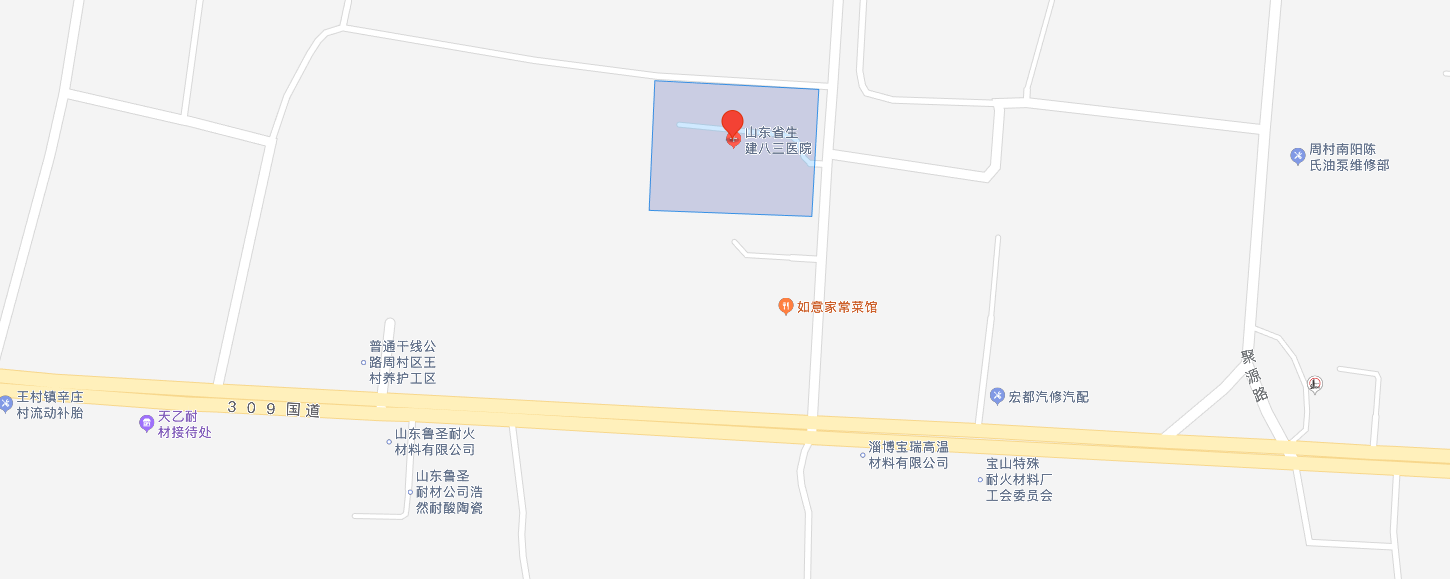 山东省生
建八三医院
周村南阳陈
氏油泵维修部
如意家常菜馆
普通干线公
路周村区王
村养护工区
聚源路
王村镇辛庄
村流动补胎
天乙耐
材接待处
309国道
宏都汽修汽配
山东鲁圣耐火
材料有限公司
淄博宝瑞高温
材料有限公司
宝山特殊
耐火材料厂
工会委员会
山东鲁圣
耐材公司浩
然耐酸陶瓷